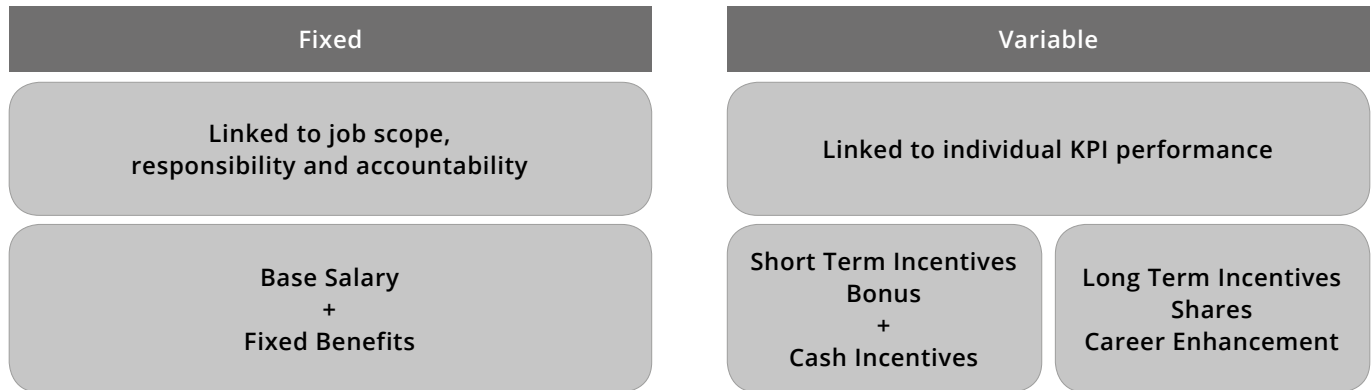 Fixed
Linked to job scope,
responsibility and accountability
Base Salary
+
Fixed Benefits
Variable
Linked to individual KPI performance
Short Term Incentives
Bonus
+
Cash Incentives
Long Term Incentives
Shares
Career Enhancement